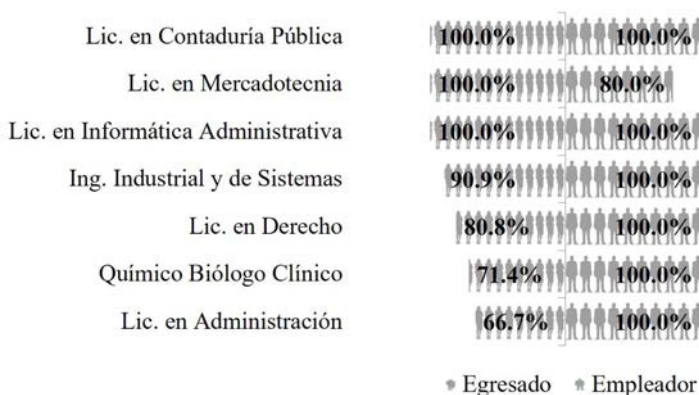 Lic. en Contaduría Pública 100.0% 100.0%
Lic. en Mercadotecnia 100.0% 80.0%
Lic. en Informática Administrativa 100.0% 100.0%
Ing. Industrial y de Sistemas 90.9% 100.0%
Lic. en Derecho 80.8% 100.0%
Químico Biólogo Clínico 71.4% 100.0%
Lic. en Administración 66.7% 100.0%
Egresado Empleador